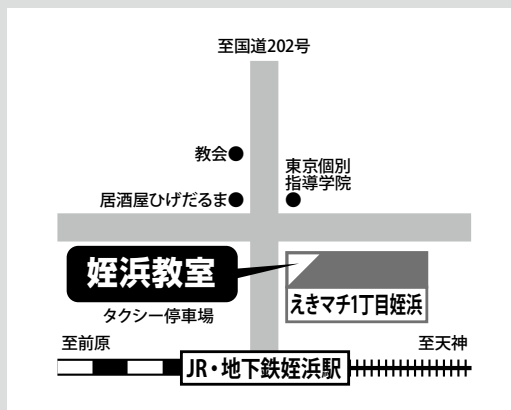 至国道202号
教会
東京個別
指導学院
居酒屋ひげだるま
姪浜教室
えきマチ1丁目姪浜
タクシー停車場
至前原
至天神
JR・地下鉄姪浜駅